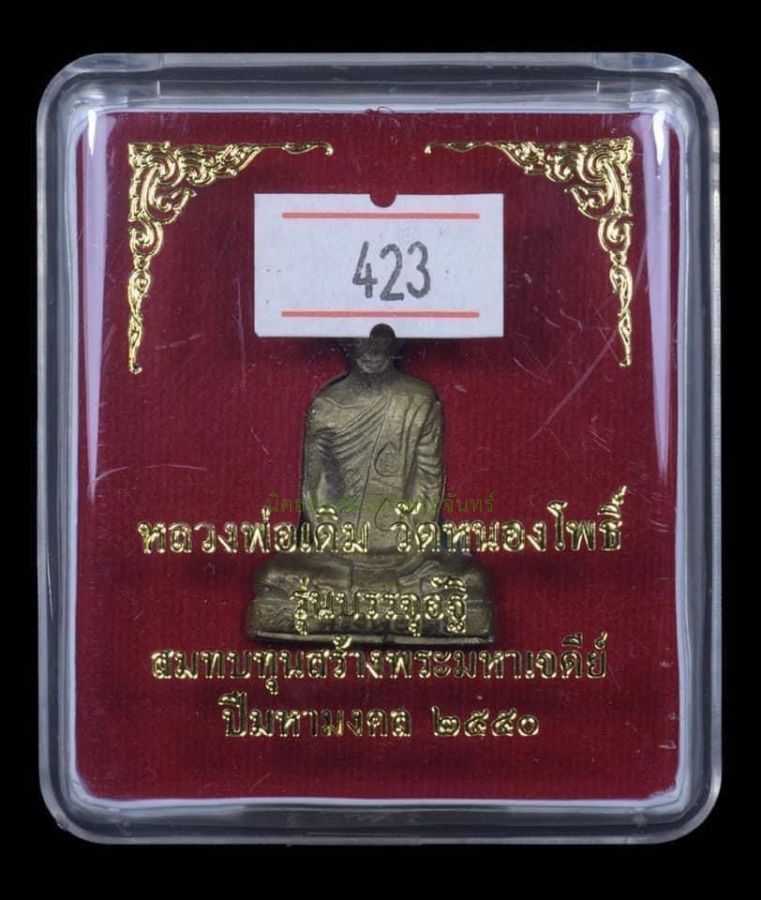 423
หลวงพ่อเดิม วัดหนองโพธิ์
รุ่นบรรจุอัฐิ
สมทบทุนสร้างพระมหาเจดีย์
ปีมหามงคล ๒๕๕๐